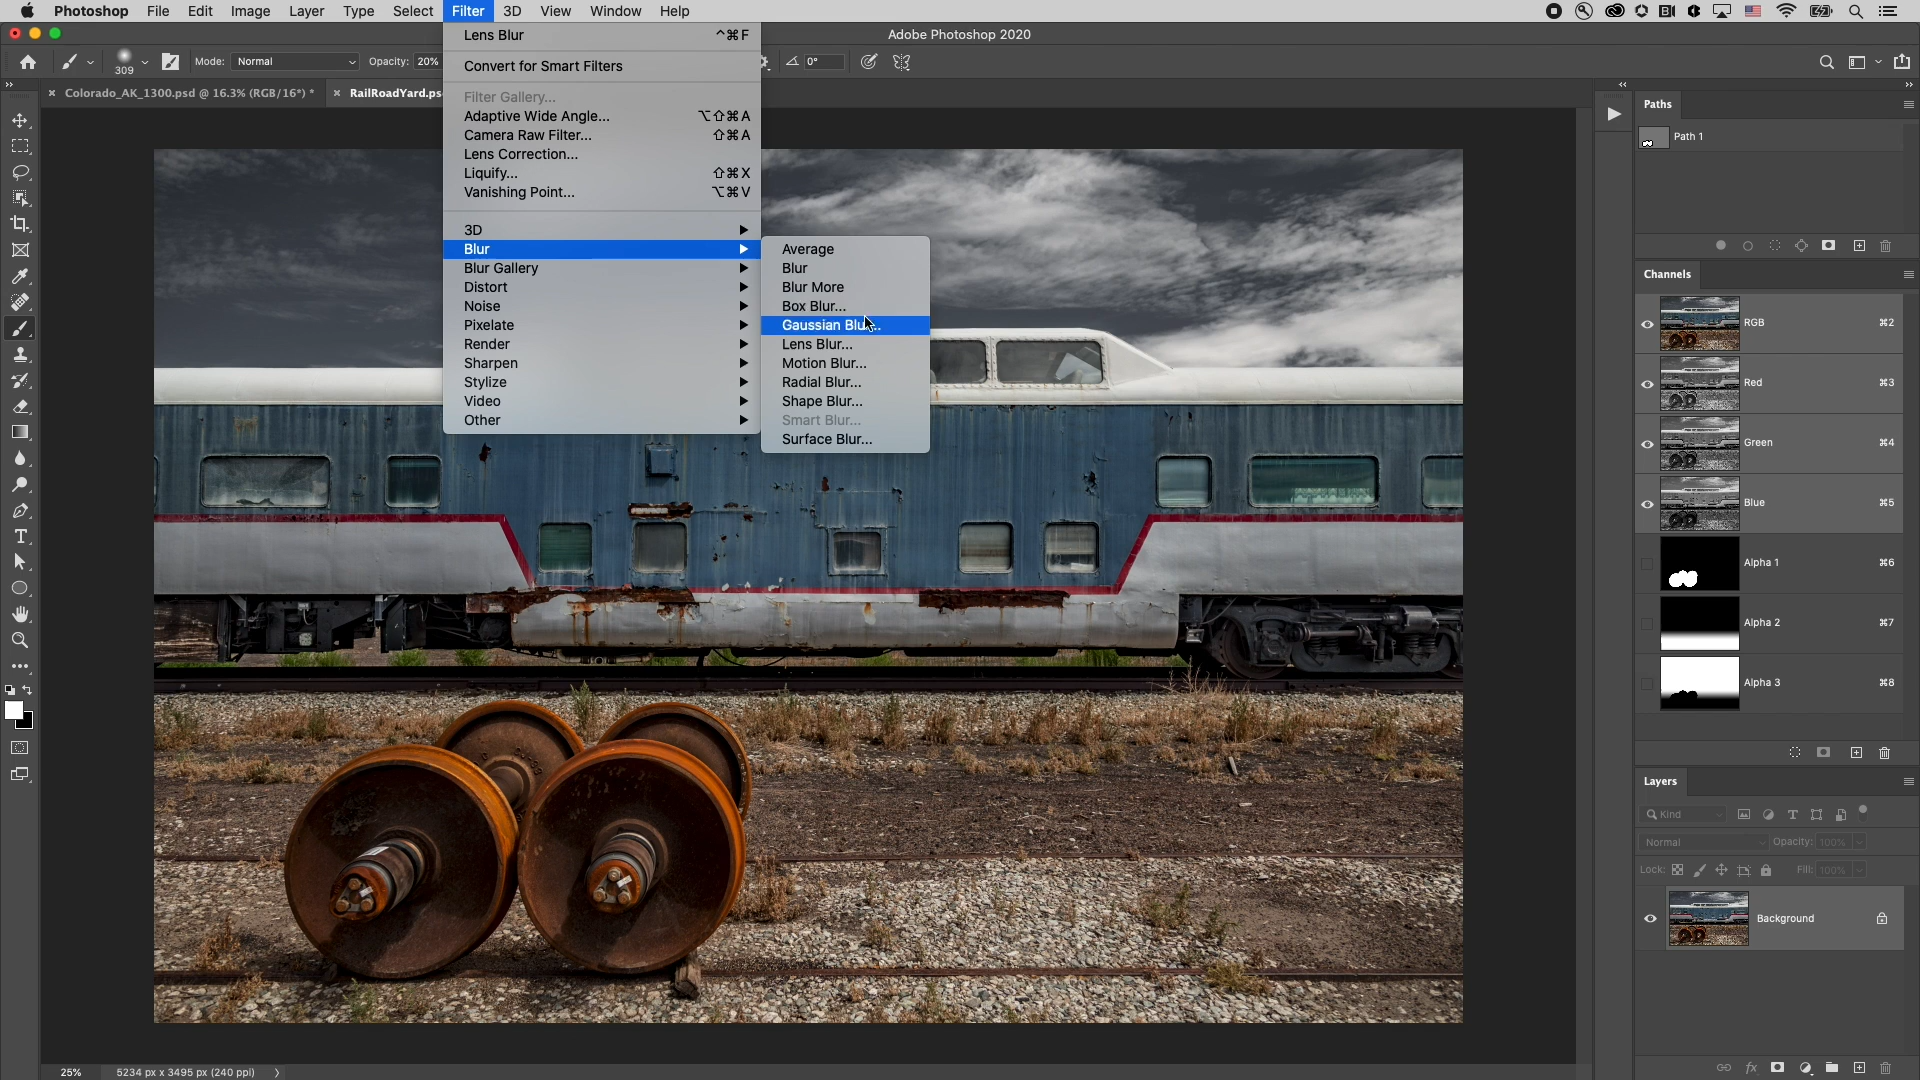 Photoshop File Edit Image Layer Type Select Filter 3D View Window Help
Adobe Photoshop 2020
309 Mode: Normal Opacity: 20% 0°
Colorado_AK_1300.psd @ 16.3% (RGB/16*) *
RailRoadYard.ps
Lens Blur ⌃⌘F
Convert for Smart Filters
Filter Gallery...
Adaptive Wide Angle... ⌥⇧⌘A
Camera Raw Filter... ⇧⌘A
Lens Correction...
Liquify... ⇧⌘X
Vanishing Point... ⌥⌘V
3D
Blur
Blur Gallery
Distort
Noise
Pixelate
Render
Sharpen
Stylize
Video
Other
Average
Blur
Blur More
Box Blur...
Gaussian Blu...
Lens Blur...
Motion Blur...
Radial Blur...
Shape Blur...
Smart Blur...
Surface Blur...
Paths
Path 1
Channels
RGB ⌘2
Red ⌘3
Green ⌘4
Blue ⌘5
Alpha 1 ⌘6
Alpha 2 ⌘7
Alpha 3 ⌘8
Layers
Kind
Normal Opacity: 100%
Lock: Fill: 100%
Background
25% 5234 px x 3495 px (240 ppi)